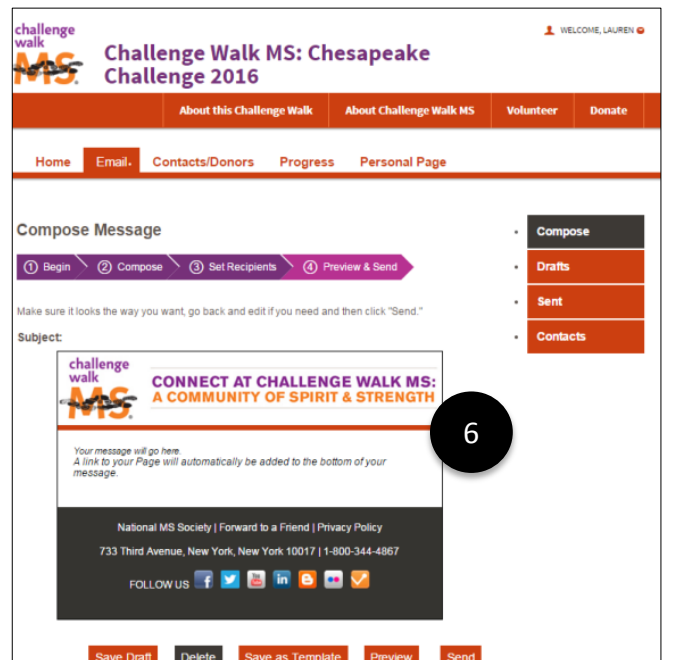 challenge
walk
MS.
WELCOME, LAUREN
Challenge Walk MS: Chesapeake
Challenge 2016
About this Challenge Walk About Challenge Walk MS Volunteer Donate
Home Email Contacts/Donors Progress Personal Page
Compose Message
1 Begin 2 Compose 3 Set Recipients 4 Preview & Send
Make sure it looks the way you want, go back and edit if you need and then click "Send."
Subject:
Compose
Drafts
Sent
Contacts
challenge
walk
MS.
CONNECT AT CHALLENGE WALK MS:
A COMMUNITY OF SPIRIT & STRENGTH
6
Your message will go here.
A link to your Page will automatically be added to the bottom of your
message.
National MS Society | Forward to a Friend | Privacy Policy
733 Third Avenue, New York, New York 10017 | 1-800-344-4867
FOLLOW US
Save Draft Delete Save as Template Preview Send